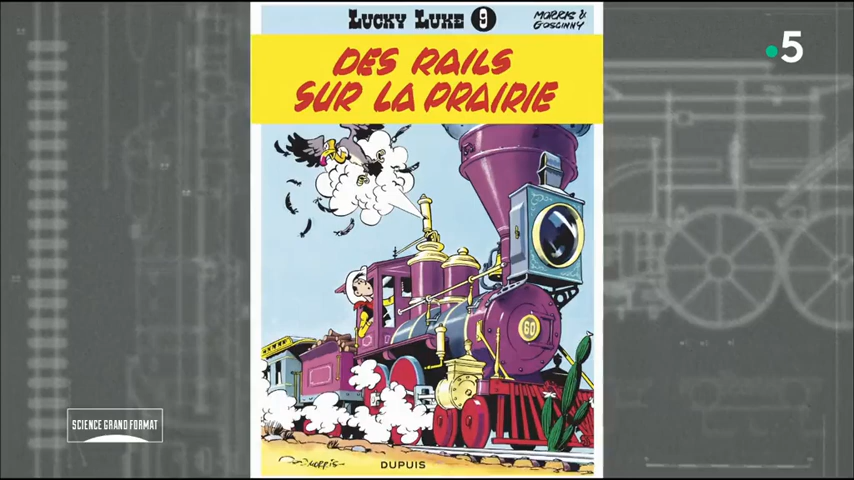 LUCKY LUKE 9
MORRIS &
GOSCINNY
5
DES RAILS
SUR LA PRAIRIE
60
SCIENCE GRAND FORMAT
MORRIS
DUPUIS